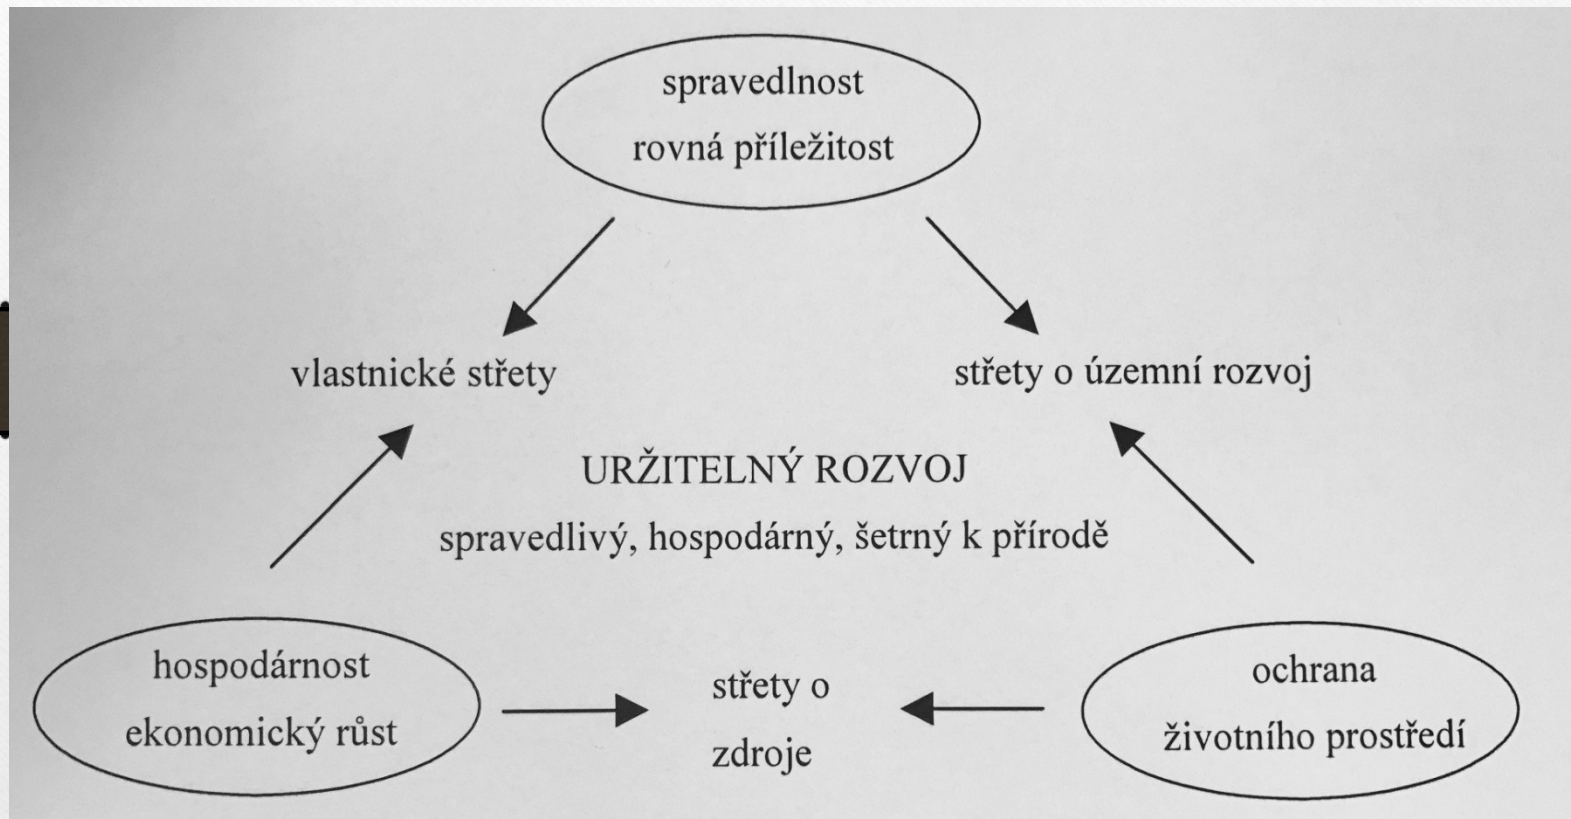 spravedlnost
rovná příležitost
vlastnické střety
střety o územní rozvoj
URŽITELNÝ ROZVOJ
spravedlivý, hospodárný, šetrný k přírodě
hospodárnost
ekonomický růst
střety o
zdroje
ochrana
životního prostředí